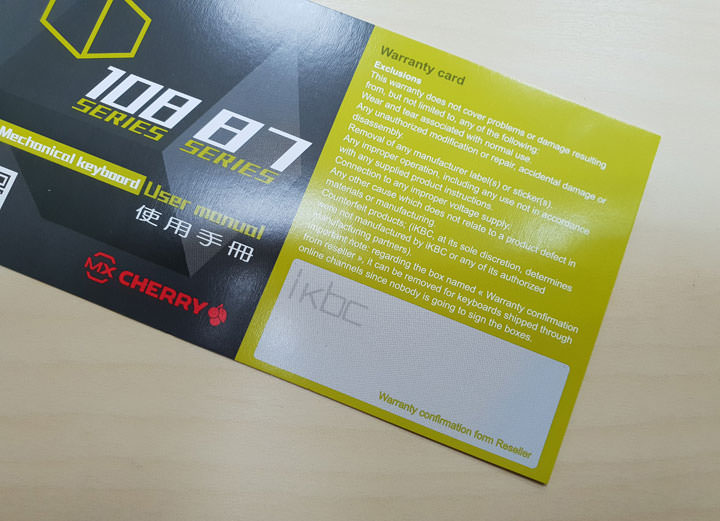 108
SERIES
87
SERIES
Mechanical keyboard
User manual
使用手冊
MX CHERRY
Warranty card
Exclusions
This warranty does not cover problems or damage resulting
from, but not limited to, any of the following:
Wear and tear associated with normal use.
Any unauthorized modification or repair, accidental damage or
disassembly.
Removal of any manufacturer label(s) or sticker(s).
Any improper operation, including any use not in accordance
with any supplied product instructions.
Connection to any improper voltage supply.
Any other cause which does not relate to a product defect in
materials or manufacturing.
Counterfeit products; (iKBC, at its sole discretion, determines
who not manufactured by iKBC or any of its authorized
manufacturing partners)
Important note: regarding the box named « Warranty confirmation
from reseller », it can be removed for keyboards shipped through
online channels since nobody is going to sign the boxes.
ikbc
Warranty confirmation form Reseller